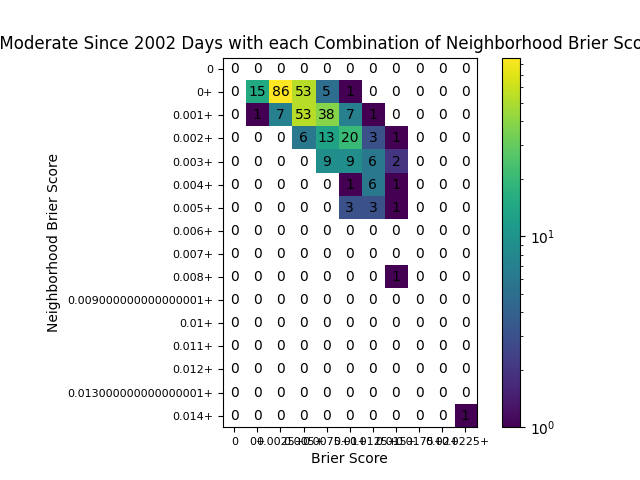 Moderate Since 2002 Days with each Combination of Neighborhood Brier Sco
0 0 0 0 0 0 0 0 0 0 0 0
0+ 0 15 86 53 5 1 0 0 0 0 0
0.001+ 0 1 7 53 38 7 1 0 0 0 0
0.002+ 0 0 0 6 13 20 3 1 0 0 0
0.003+ 0 0 0 0 9 9 6 2 0 0 0
0.004+ 0 0 0 0 0 1 6 1 0 0 0
0.005+ 0 0 0 0 0 3 3 1 0 0 0
0.006+ 0 0 0 0 0 0 0 0 0 0 0
0.007+ 0 0 0 0 0 0 0 0 0 0 0
0.008+ 0 0 0 0 0 0 0 1 0 0 0
0.009000000000000001+ 0 0 0 0 0 0 0 0 0 0 0
0.01+ 0 0 0 0 0 0 0 0 0 0 0
0.011+ 0 0 0 0 0 0 0 0 0 0 0
0.012+ 0 0 0 0 0 0 0 0 0 0 0
0.013000000000000001+ 0 0 0 0 0 0 0 0 0 0 0
0.014+ 0 0 0 0 0 0 0 0 0 0 1
0 0+ 0.0025+ 0.005+ 0.0075+ 0.01+ 0.0125+ 0.015+ 0.0175+ 0.02+ 0.0225+
Brier Score
Neighborhood Brier Score
10^1
10^0